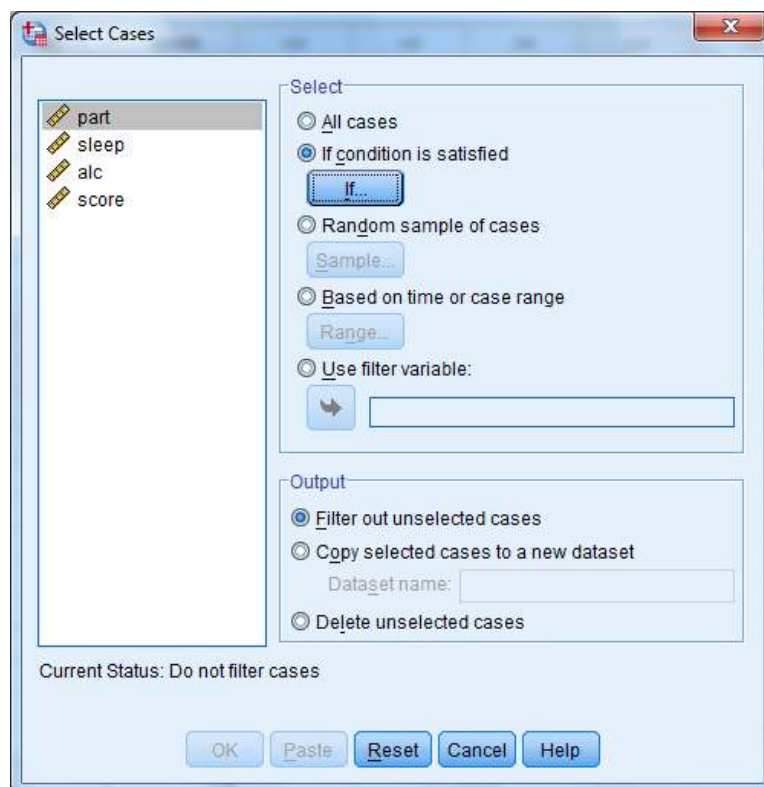 Select Cases
part
sleep
alc
score
Select
All cases
If condition is satisfied
If...
Random sample of cases
Sample...
Based on time or case range
Range...
Use filter variable:
Output
Filter out unselected cases
Copy selected cases to a new dataset
Dataset name:
Delete unselected cases
Current Status: Do not filter cases
OK Paste Reset Cancel Help